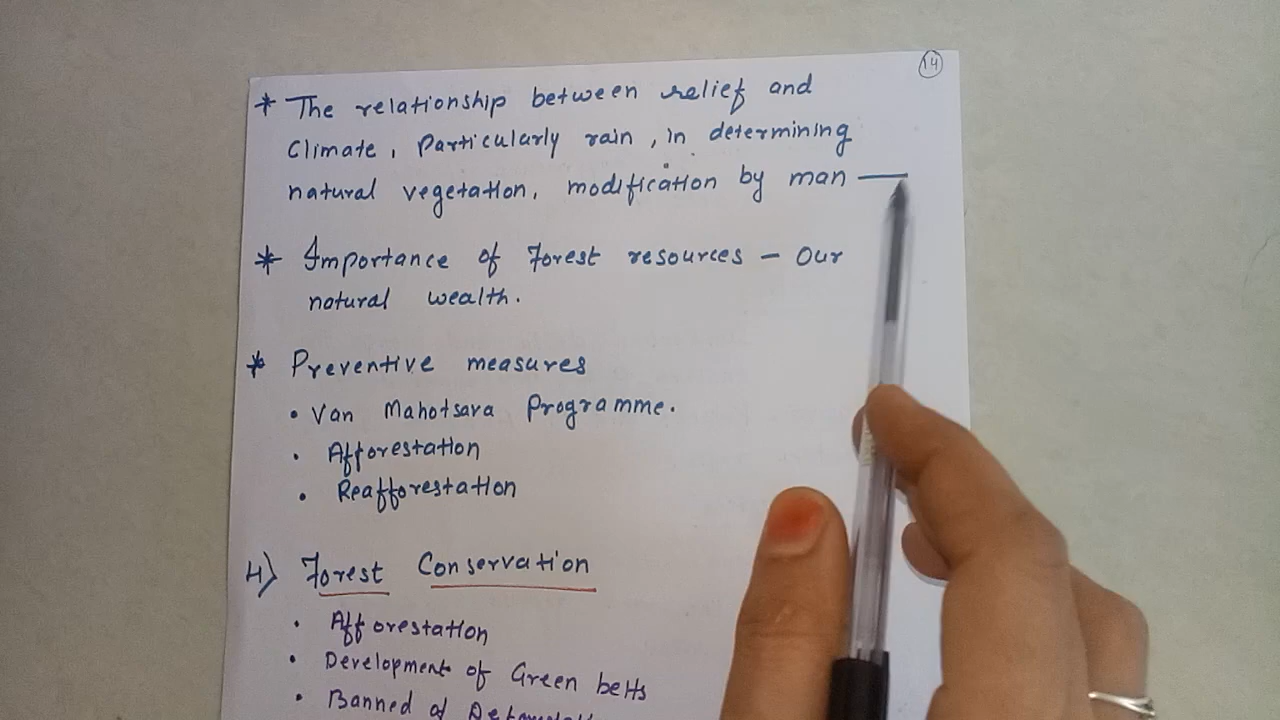 14
* The relationship between relief and
Climate, Particularly rain, in determining
natural vegetation, modification by man —
* Importance of Forest resources - Our
natural wealth.
* Preventive measures
• Van Mahotsava Programme.
• Afforestation
• Reafforestation
4) Forest Conservation
• Afforestation
• Development of Green belts
• Banned of